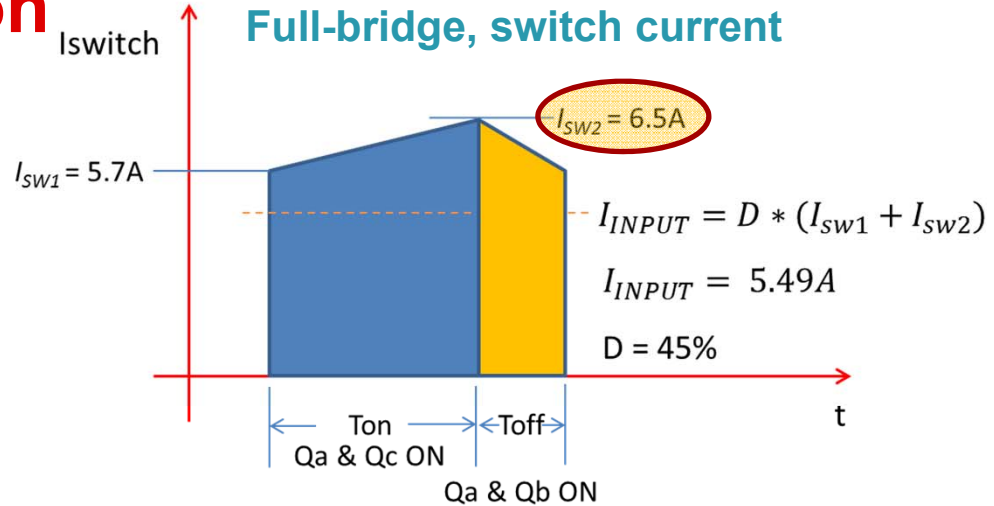 on
Full-bridge, switch current
Iswitch
I_SW2 = 6.5A
I_SW1 = 5.7A
I_INPUT = D * (I_sw1 + I_sw2)
I_INPUT = 5.49A
D = 45%
t
Ton
Toff
Qa & Qc ON
Qa & Qb ON